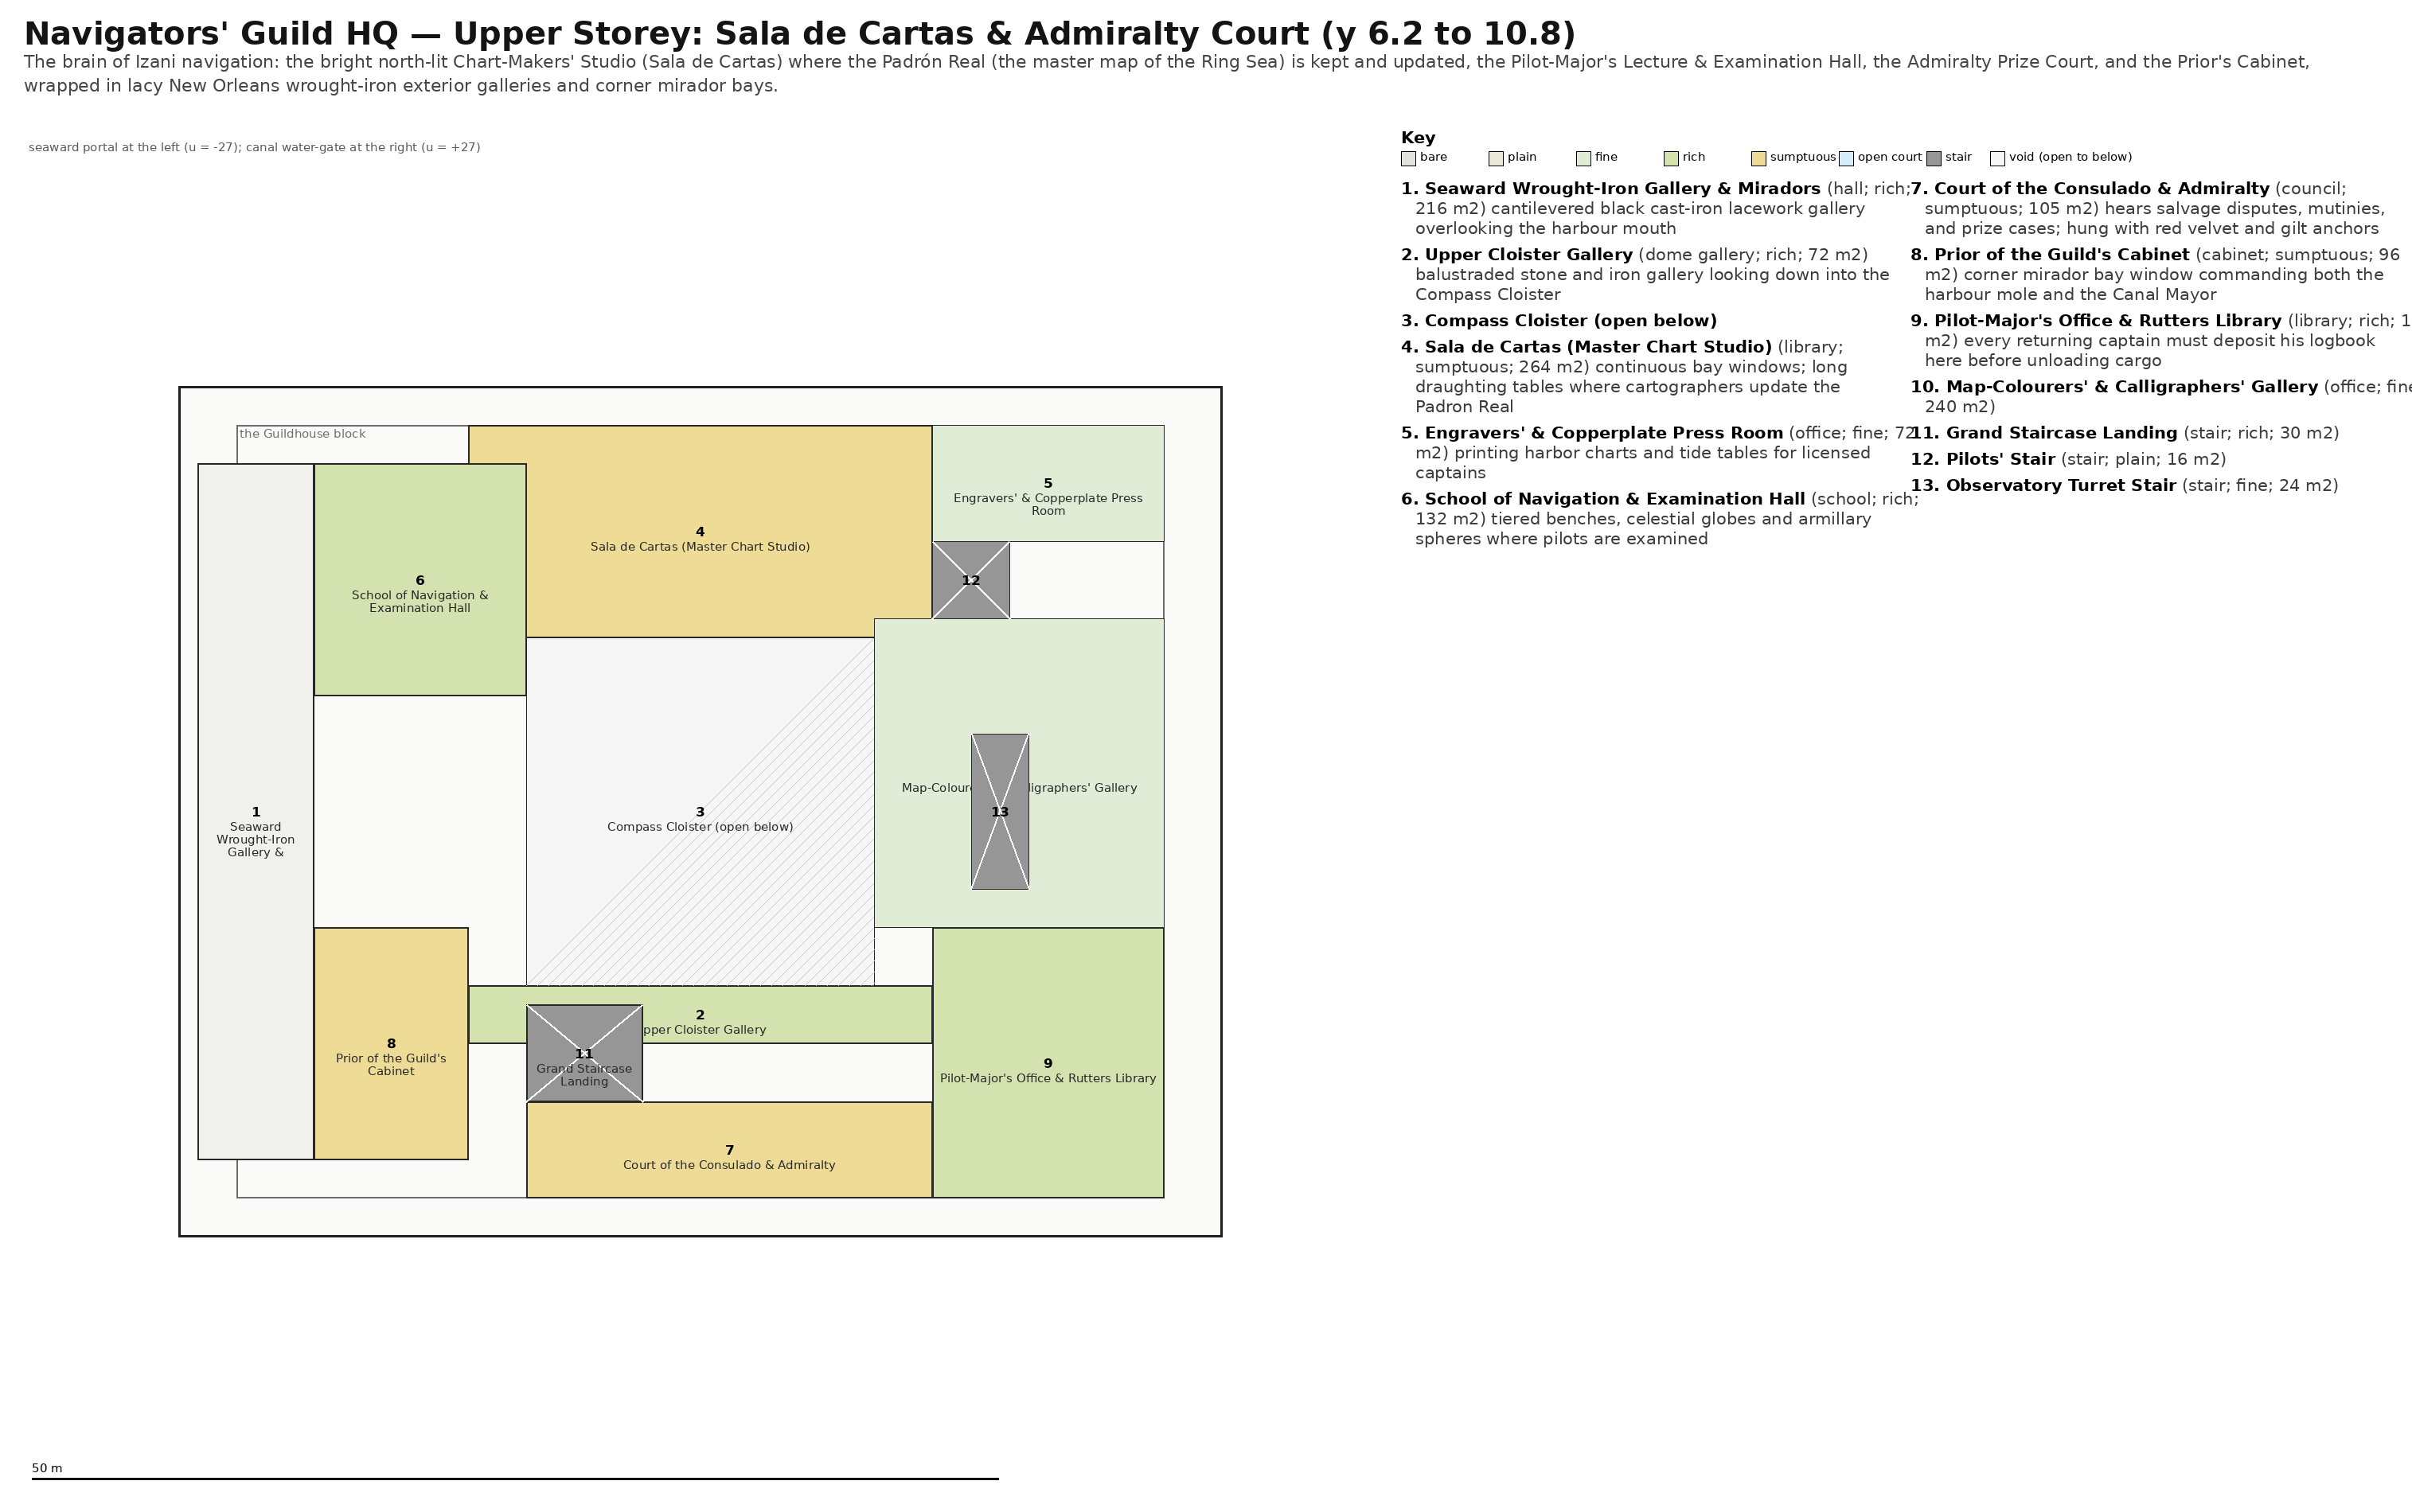 Navigators' Guild HQ — Upper Storey: Sala de Cartas & Admiralty Court (y 6.2 to 10.8)
The brain of Izani navigation: the bright north-lit Chart-Makers' Studio (Sala de Cartas) where the Padrón Real (the master map of the Ring Sea) is kept and updated, the Pilot-Major's Lecture & Examination Hall, the Admiralty Prize Court, and the Prior's Cabinet,
wrapped in lacy New Orleans wrought-iron exterior galleries and corner mirador bays.
seaward portal at the left (u = -27); canal water-gate at the right (u = +27)
the Guildhouse block
5
Engravers' & Copperplate Press
Room
4
Sala de Cartas (Master Chart Studio)
12
6
School of Navigation &
Examination Hall
Map-Coloure
ligraphers' Gallery
13
1
Seaward
Wrought-Iron
Gallery &
3
Compass Cloister (open below)
2
pper Cloister Gallery
8
Prior of the Guild's
Cabinet
11
Grand Staircase
Landing
9
Pilot-Major's Office & Rutters Library
7
Court of the Consulado & Admiralty
50 m
Key
bare
plain
fine
rich
sumptuous
open court
stair
void (open to below)
1. Seaward Wrought-Iron Gallery & Miradors (hall; rich;
216 m2) cantilevered black cast-iron lacework gallery
overlooking the harbour mouth
2. Upper Cloister Gallery (dome gallery; rich; 72 m2)
balustraded stone and iron gallery looking down into the
Compass Cloister
3. Compass Cloister (open below)
4. Sala de Cartas (Master Chart Studio) (library;
sumptuous; 264 m2) continuous bay windows; long
draughting tables where cartographers update the
Padron Real
5. Engravers' & Copperplate Press Room (office; fine; 72
m2) printing harbor charts and tide tables for licensed
captains
6. School of Navigation & Examination Hall (school; rich;
132 m2) tiered benches, celestial globes and armillary
spheres where pilots are examined
7. Court of the Consulado & Admiralty (council;
sumptuous; 105 m2) hears salvage disputes, mutinies,
and prize cases; hung with red velvet and gilt anchors
8. Prior of the Guild's Cabinet (cabinet; sumptuous; 96
m2) corner mirador bay window commanding both the
harbour mole and the Canal Mayor
9. Pilot-Major's Office & Rutters Library (library; rich; 1
m2) every returning captain must deposit his logbook
here before unloading cargo
10. Map-Colourers' & Calligraphers' Gallery (office; fine
240 m2)
11. Grand Staircase Landing (stair; rich; 30 m2)
12. Pilots' Stair (stair; plain; 16 m2)
13. Observatory Turret Stair (stair; fine; 24 m2)